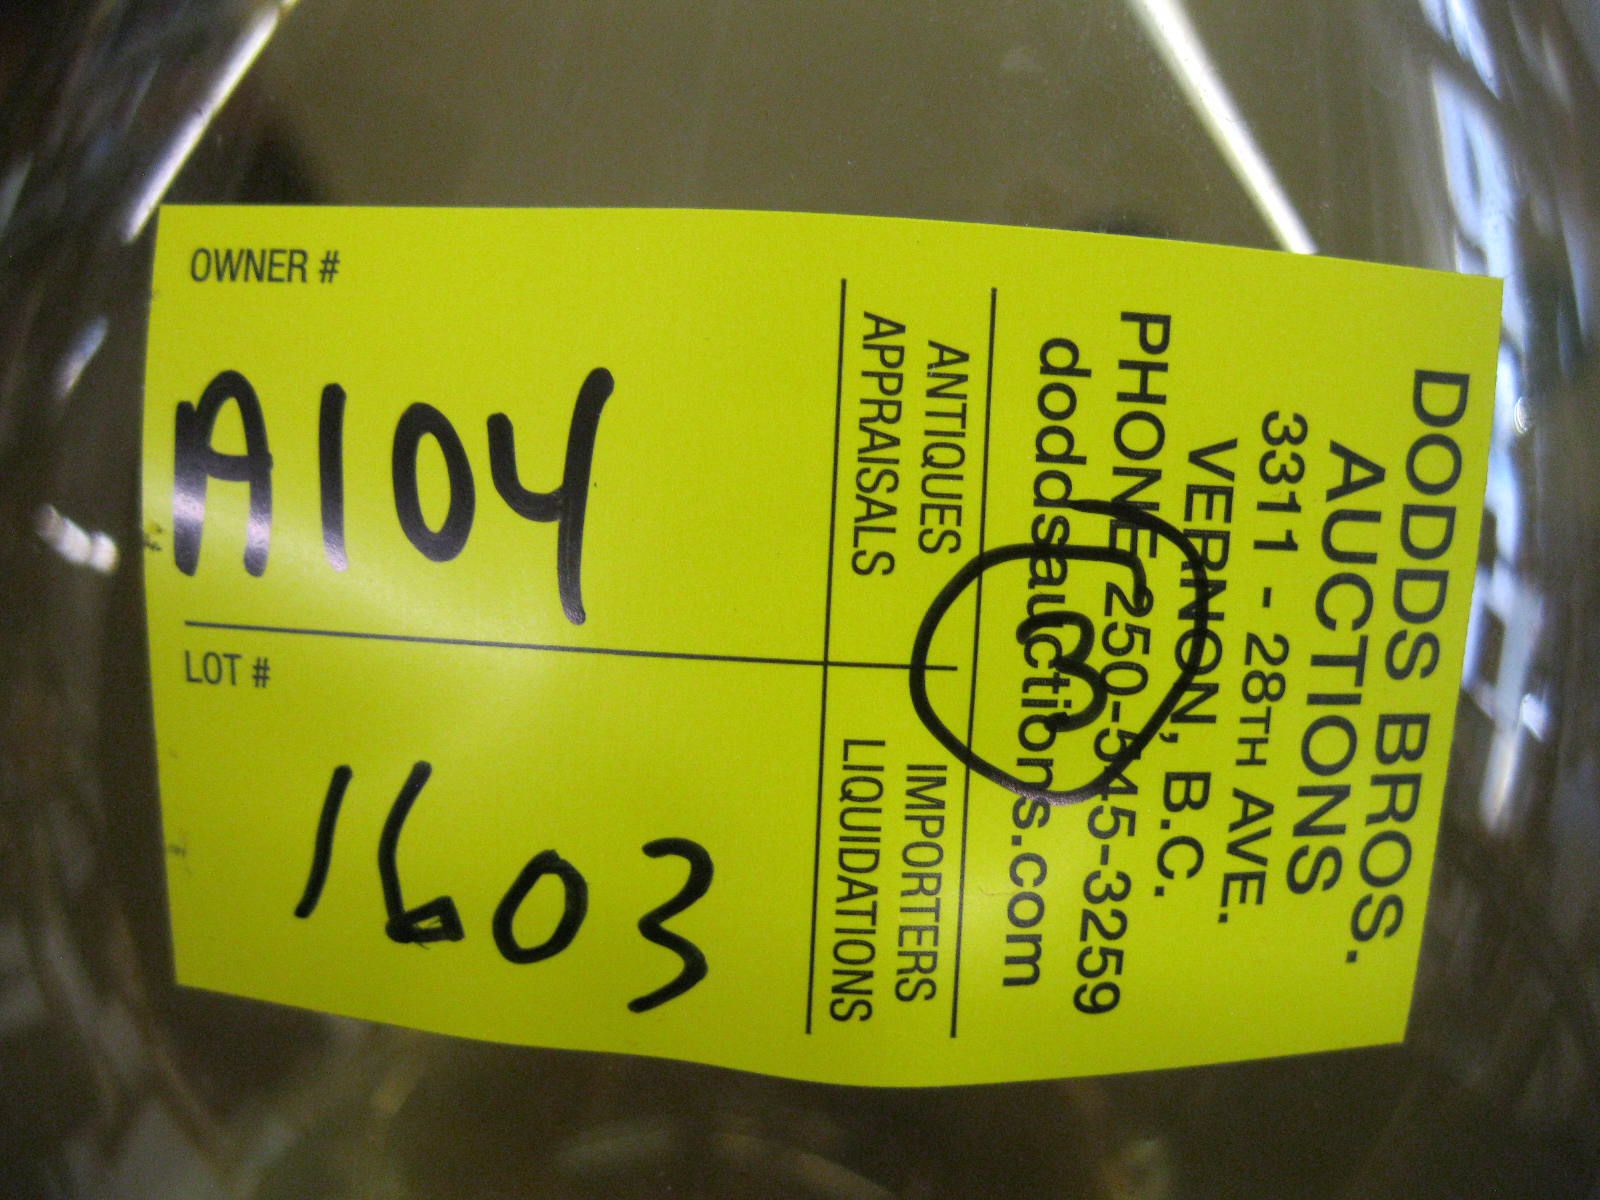 DODDS BROS.
AUCTIONS
3311 - 28TH AVE.
VERNON, B.C.
PHONE 250-545-3259
doddsauctions.com
3
ANTIQUES
APPRAISALS
IMPORTERS
LIQUIDATIONS
OWNER #
A104
LOT #
1603